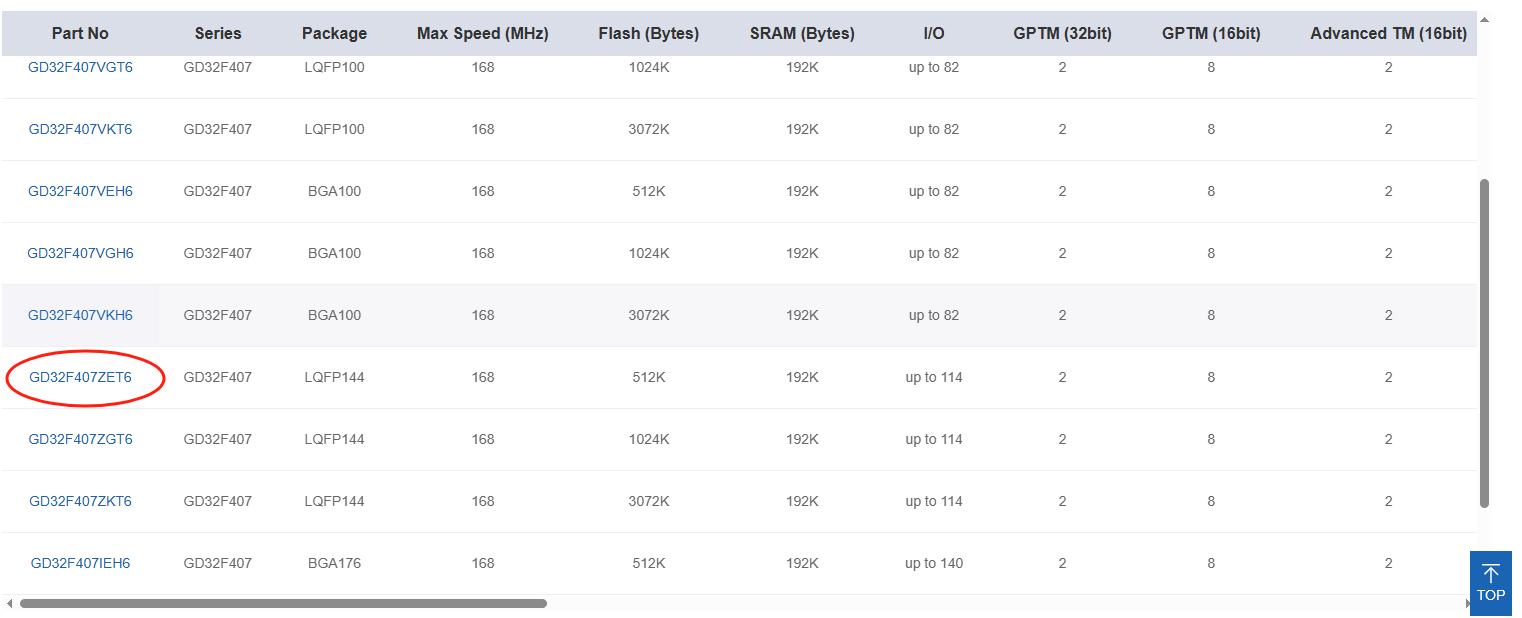 Part No Series Package Max Speed (MHz) Flash (Bytes) SRAM (Bytes) I/O GPTM (32bit) GPTM (16bit) Advanced TM (16bit)
GD32F407VGT6 GD32F407 LQFP100 168 1024K 192K up to 82 2 8 2
GD32F407VKT6 GD32F407 LQFP100 168 3072K 192K up to 82 2 8 2
GD32F407VEH6 GD32F407 BGA100 168 512K 192K up to 82 2 8 2
GD32F407VGH6 GD32F407 BGA100 168 1024K 192K up to 82 2 8 2
GD32F407VKH6 GD32F407 BGA100 168 3072K 192K up to 82 2 8 2
GD32F407ZET6 GD32F407 LQFP144 168 512K 192K up to 114 2 8 2
GD32F407ZGT6 GD32F407 LQFP144 168 1024K 192K up to 114 2 8 2
GD32F407ZKT6 GD32F407 LQFP144 168 3072K 192K up to 114 2 8 2
GD32F407IEH6 GD32F407 BGA176 168 512K 192K up to 140 2 8 2
TOP